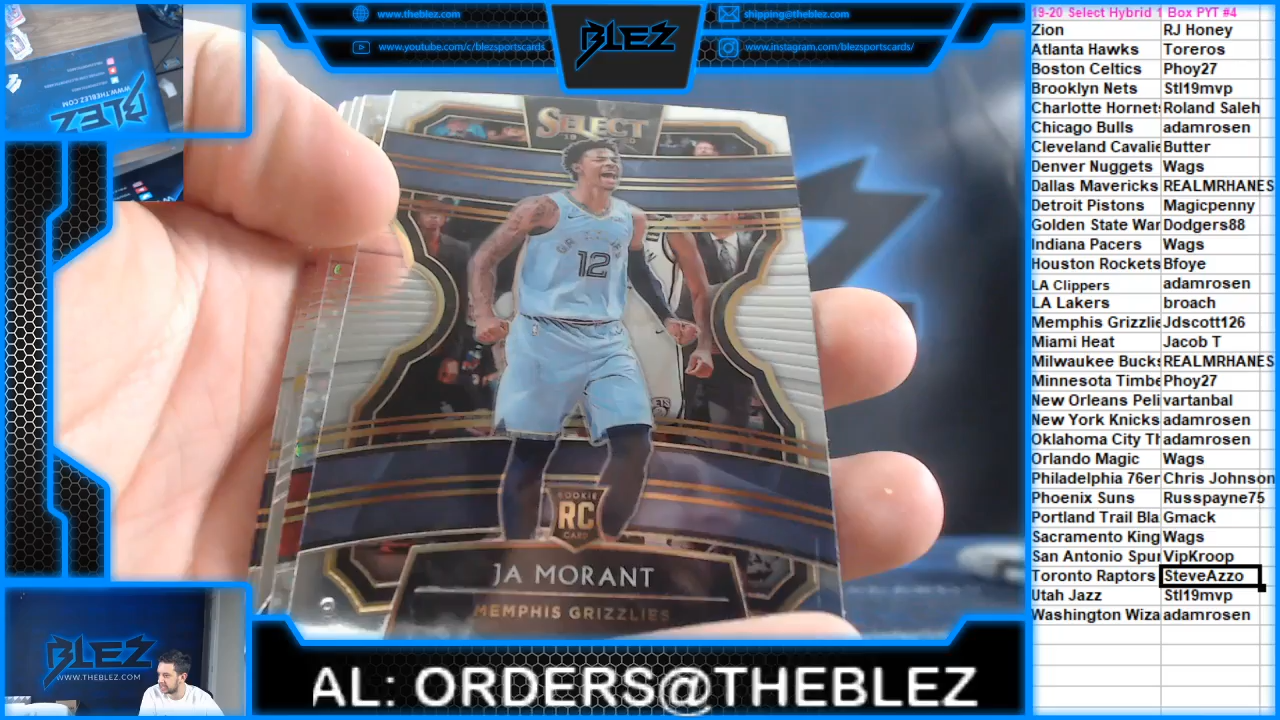 www.theblez.com
www.youtube.com/c/blezsportscards
BLEZ
shipping@theblez.com
www.instagram.com/blezsportscards/
WWW.THEBLEZ.COM
BLEZ
SELECT
12
ROOKIE
RC
CARD
JA MORANT
MEMPHIS GRIZZLIES
BLEZ
WWW.THEBLEZ.COM
AL: ORDERS@THEBLEZ
19-20 Select Hybrid 1 Box PYT #4
Zion RJ Honey
Atlanta Hawks Toreros
Boston Celtics Phoy27
Brooklyn Nets Stl19mvp
Charlotte Hornets Roland Saleh
Chicago Bulls adamrosen
Cleveland Cavalie Butter
Denver Nuggets Wags
Dallas Mavericks REALMRHANES
Detroit Pistons Magicpenny
Golden State War Dodgers88
Indiana Pacers Wags
Houston Rockets Bfoye
LA Clippers adamrosen
LA Lakers broach
Memphis Grizzlie Jdscott126
Miami Heat Jacob T
Milwaukee Bucks REALMRHANES
Minnesota Timbe Phoy27
New Orleans Peli vartanbal
New York Knicks adamrosen
Oklahoma City Th adamrosen
Orlando Magic Wags
Philadelphia 76er Chris Johnson
Phoenix Suns Russpayne75
Portland Trail Bla Gmack
Sacramento King Wags
San Antonio Spur VipKroop
Toronto Raptors SteveAzzo
Utah Jazz Stl19mvp
Washington Wiza adamrosen